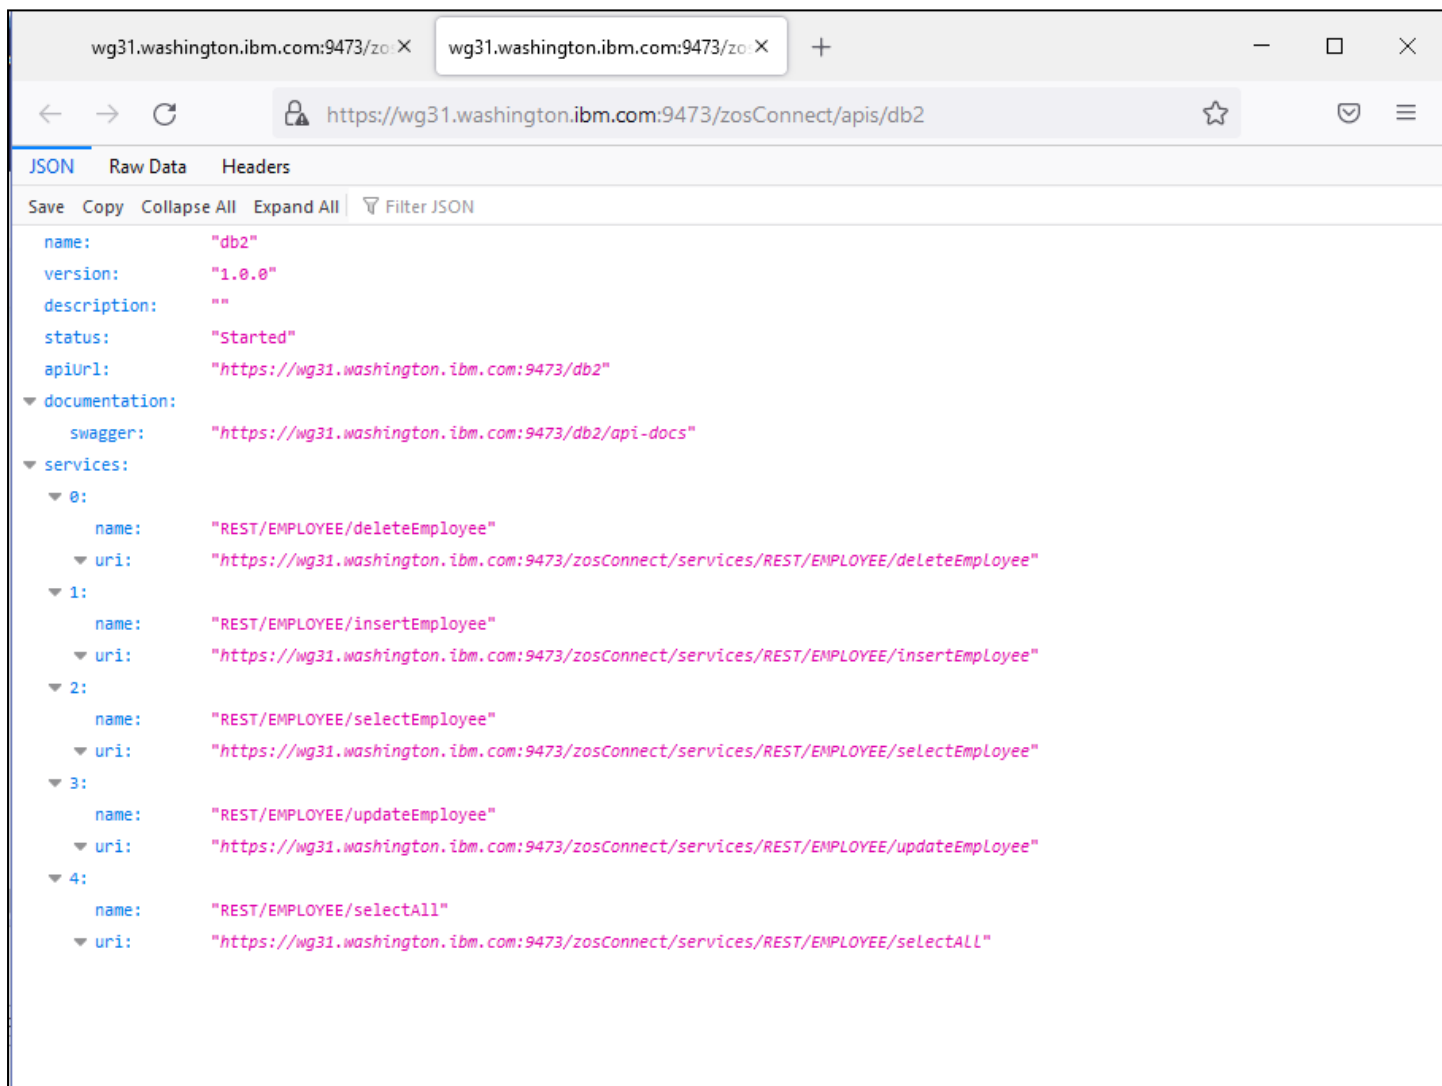 wg31.washington.ibm.com:9473/zo wg31.washington.ibm.com:9473/zo
https://wg31.washington.ibm.com:9473/zosConnect/apis/db2
JSON Raw Data Headers
Save Copy Collapse All Expand All Filter JSON
name: "db2"
version: "1.0.0"
description: ""
status: "Started"
apiUrl: "https://wg31.washington.ibm.com:9473/db2"
documentation:
swagger: "https://wg31.washington.ibm.com:9473/db2/api-docs"
services:
0:
name: "REST/EMPLOYEE/deleteEmployee"
uri: "https://wg31.washington.ibm.com:9473/zosConnect/services/REST/EMPLOYEE/deleteEmployee"
1:
name: "REST/EMPLOYEE/insertEmployee"
uri: "https://wg31.washington.ibm.com:9473/zosConnect/services/REST/EMPLOYEE/insertEmployee"
2:
name: "REST/EMPLOYEE/selectEmployee"
uri: "https://wg31.washington.ibm.com:9473/zosConnect/services/REST/EMPLOYEE/selectEmployee"
3:
name: "REST/EMPLOYEE/updateEmployee"
uri: "https://wg31.washington.ibm.com:9473/zosConnect/services/REST/EMPLOYEE/updateEmployee"
4:
name: "REST/EMPLOYEE/selectAll"
uri: "https://wg31.washington.ibm.com:9473/zosConnect/services/REST/EMPLOYEE/selectAll"